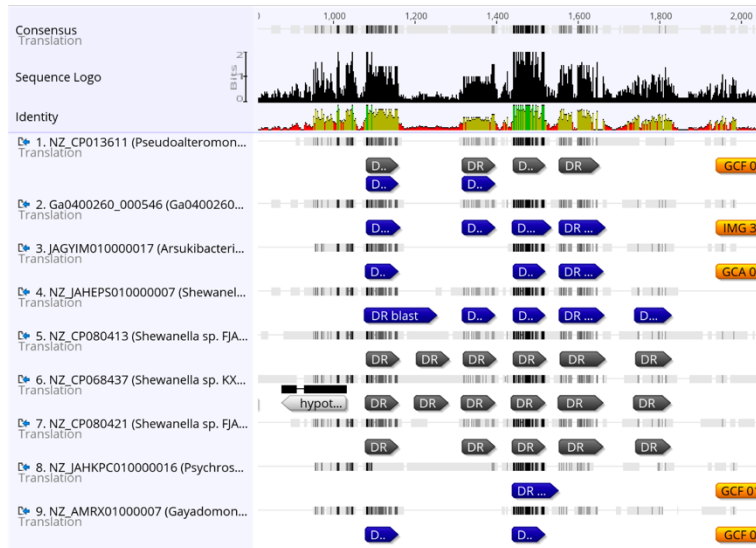 1,000 1,200 1,400 1,600 1,800 2,000
Consensus
Translation
Sequence Logo
Bits
2
1
0
Identity
1. NZ_CP013611 (Pseudoalteromon...
Translation
D.. DR D.. DR GCF 0
D.. D..
2. Ga0400260_000546 (Ga0400260...
Translation
D... D.. D... DR ... IMG 3
3. JAGYIM010000017 (Arsukibacteri...
Translation
D.. D.. DR ... GCA 0
4. NZ_JAHEPS010000007 (Shewanel...
Translation
DR blast D.. D.. DR ... D...
5. NZ_CP080413 (Shewanella sp. FJA...
Translation
DR DR DR DR DR DR
6. NZ_CP068437 (Shewanella sp. KX...
Translation
hypot... DR DR DR DR DR DR
7. NZ_CP080421 (Shewanella sp. FJA...
Translation
DR DR DR DR DR
8. NZ_JAHKPC010000016 (Psychros...
Translation
DR ... GCF 01
9. NZ_AMRX01000007 (Gayadomon...
Translation
D.. D.. GCF 0